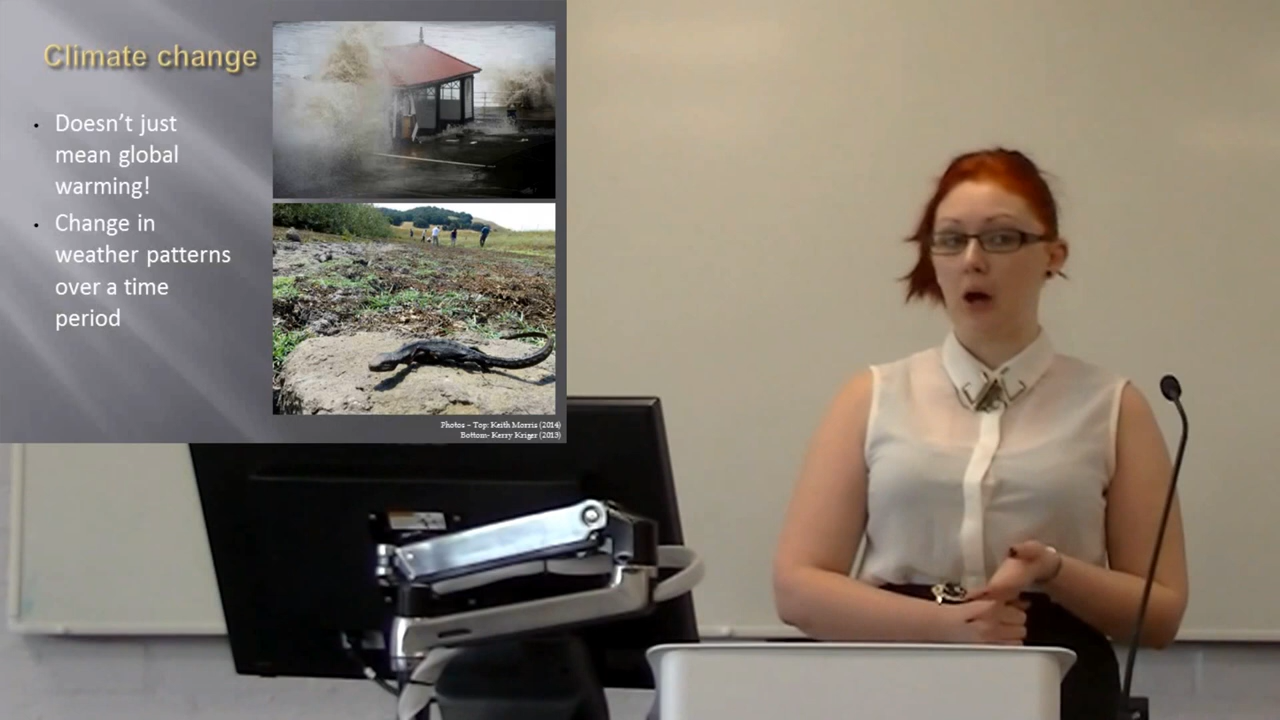 Climate change
• Doesn't just
mean global
warming!
• Change in
weather patterns
over a time
period
Photos – Top: Keith Morris (2014)
Bottom- Kerry Kriger (2013)